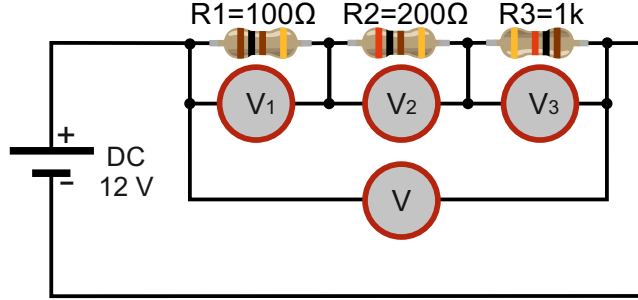 R1=100Ω R2=200Ω R3=1k
V1 V2 V3
+
DC
12 V
-
V